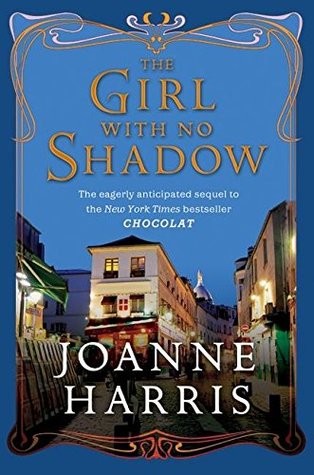 THE
GIRL
WITH NO
SHADOW
The eagerly anticipated sequel to
the New York Times bestseller
CHOCOLAT
JOANNE
HARRIS